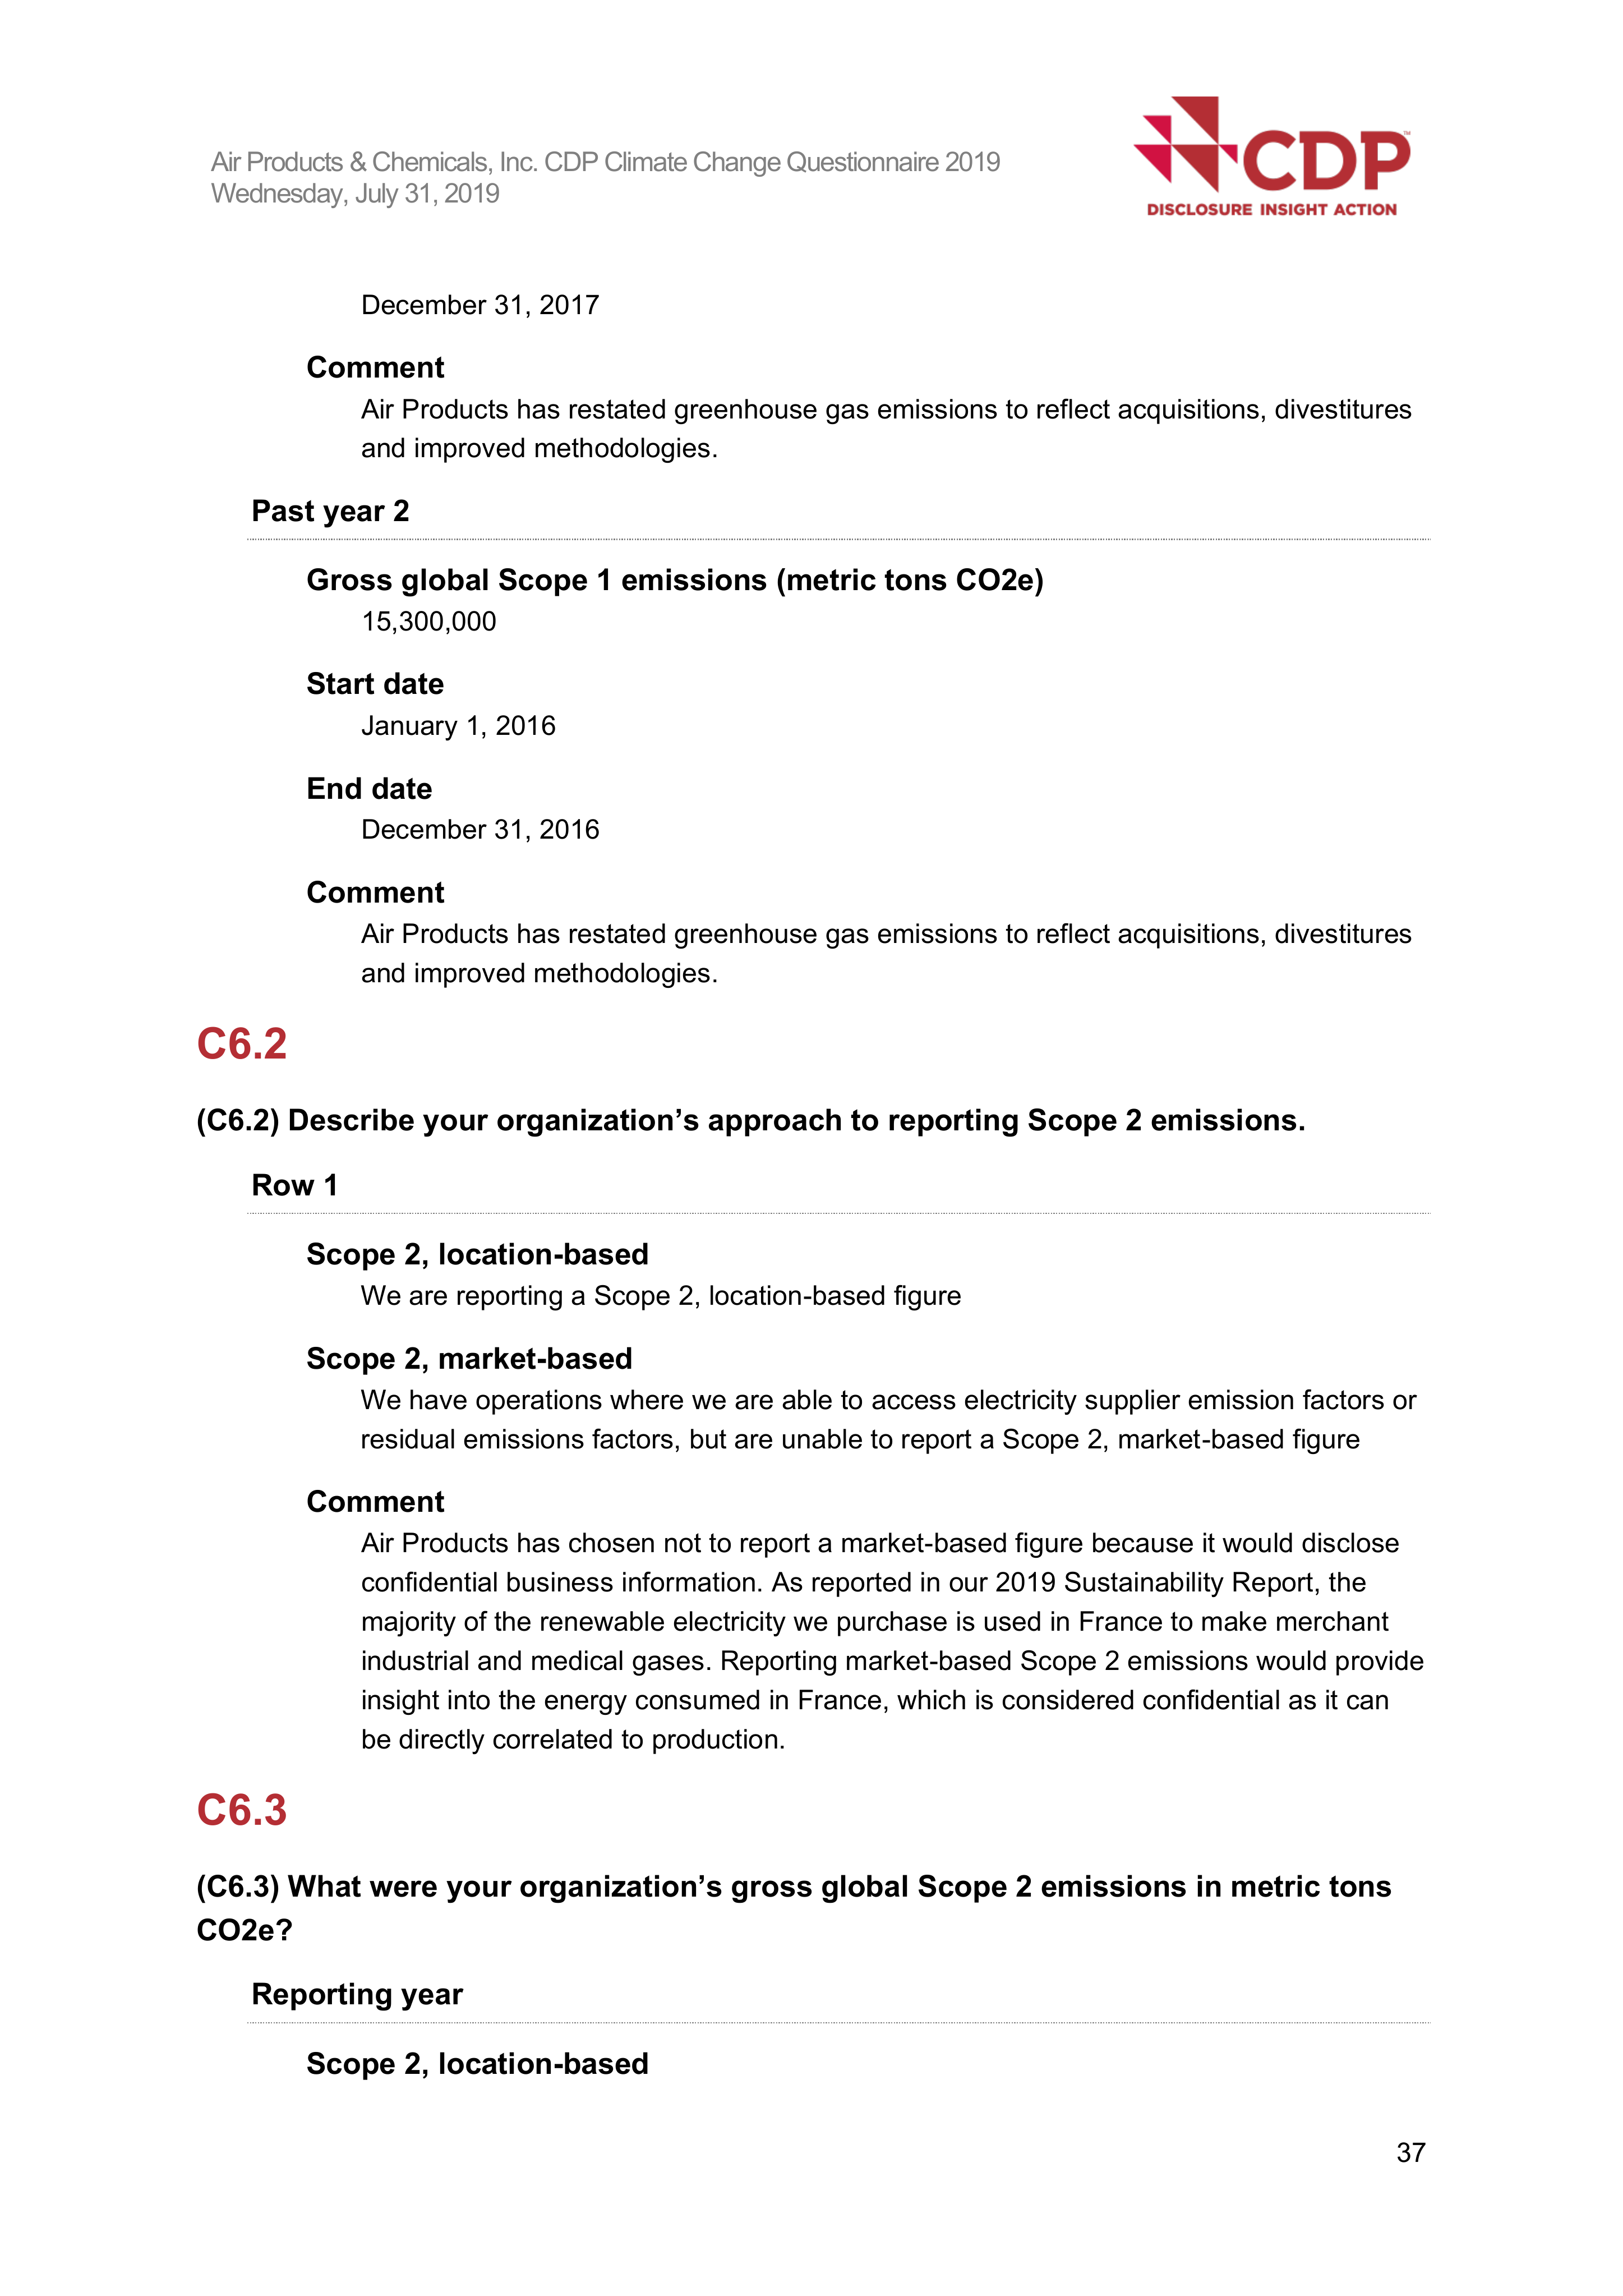 Air Products & Chemicals, Inc. CDP Climate Change Questionnaire 2019
Wednesday, July 31, 2019
CDP™
DISCLOSURE INSIGHT ACTION
December 31, 2017
Comment
Air Products has restated greenhouse gas emissions to reflect acquisitions, divestitures
and improved methodologies.
Past year 2
Gross global Scope 1 emissions (metric tons CO2e)
15,300,000
Start date
January 1, 2016
End date
December 31, 2016
Comment
Air Products has restated greenhouse gas emissions to reflect acquisitions, divestitures
and improved methodologies.
C6.2
(C6.2) Describe your organization’s approach to reporting Scope 2 emissions.
Row 1
Scope 2, location-based
We are reporting a Scope 2, location-based figure
Scope 2, market-based
We have operations where we are able to access electricity supplier emission factors or
residual emissions factors, but are unable to report a Scope 2, market-based figure
Comment
Air Products has chosen not to report a market-based figure because it would disclose
confidential business information. As reported in our 2019 Sustainability Report, the
majority of the renewable electricity we purchase is used in France to make merchant
industrial and medical gases. Reporting market-based Scope 2 emissions would provide
insight into the energy consumed in France, which is considered confidential as it can
be directly correlated to production.
C6.3
(C6.3) What were your organization’s gross global Scope 2 emissions in metric tons
CO2e?
Reporting year
Scope 2, location-based
37